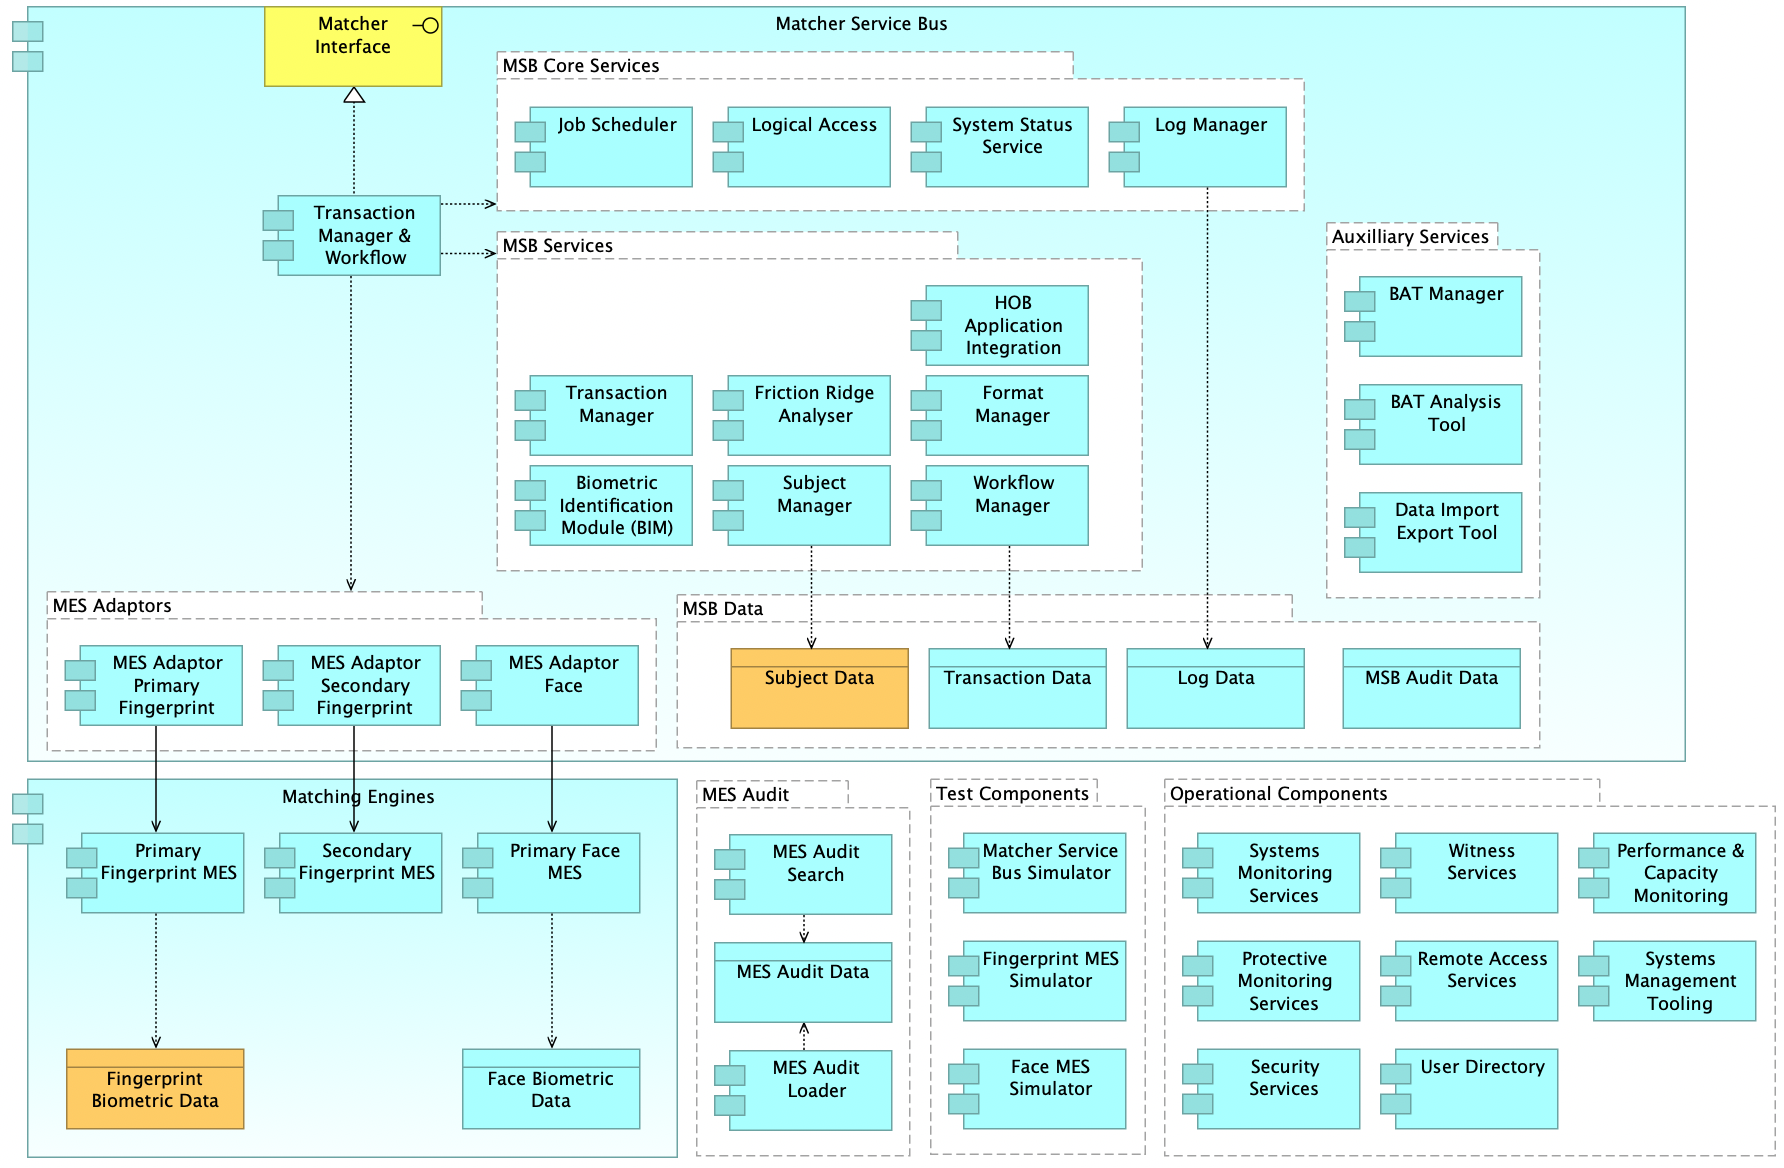 Matcher
Interface
Matcher Service Bus
MSB Core Services
Job Scheduler
Logical Access
System Status
Service
Log Manager
Transaction
Manager &
Workflow
MSB Services
HOB
Application
Integration
Transaction
Manager
Friction Ridge
Analyser
Format
Manager
Biometric
Identification
Module (BIM)
Subject
Manager
Workflow
Manager
Auxilliary Services
BAT Manager
BAT Analysis
Tool
Data Import
Export Tool
MES Adaptors
MES Adaptor
Primary
Fingerprint
MES Adaptor
Secondary
Fingerprint
MES Adaptor
Face
MSB Data
Subject Data
Transaction Data
Log Data
MSB Audit Data
Matching Engines
Primary
Fingerprint MES
Secondary
Fingerprint MES
Primary Face
MES
Fingerprint
Biometric Data
Face Biometric
Data
MES Audit
MES Audit
Search
MES Audit Data
MES Audit
Loader
Test Components
Matcher Service
Bus Simulator
Fingerprint MES
Simulator
Face MES
Simulator
Operational Components
Systems
Monitoring
Services
Witness
Services
Performance &
Capacity
Monitoring
Protective
Monitoring
Services
Remote Access
Services
Systems
Management
Tooling
Security
Services
User Directory